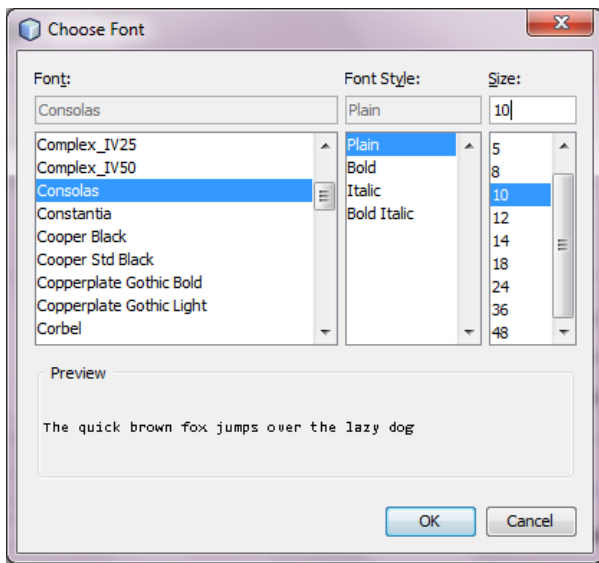 Choose Font
Font:
Font Style:
Size:
Consolas
Plain
10
Complex_IV25
Complex_IV50
Consolas
Constantia
Cooper Black
Cooper Std Black
Copperplate Gothic Bold
Copperplate Gothic Light
Corbel
Plain
Bold
Italic
Bold Italic
5
8
10
12
14
18
24
36
48
Preview
The quick brown fox jumps over the lazy dog
OK
Cancel